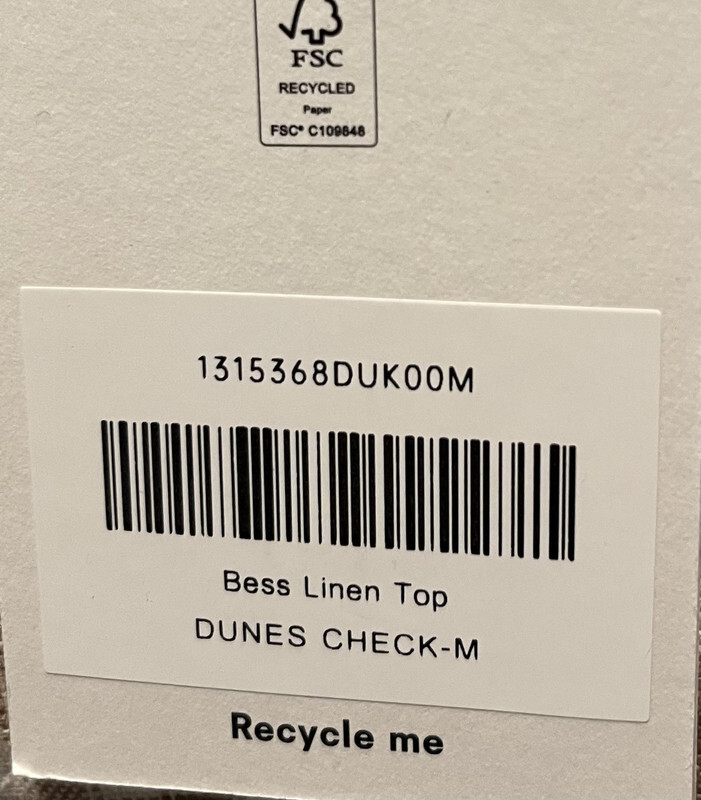 FSC
RECYCLED
Paper
FSC® C109848
1315368DUK00M
Bess Linen Top
DUNES CHECK-M
Recycle me